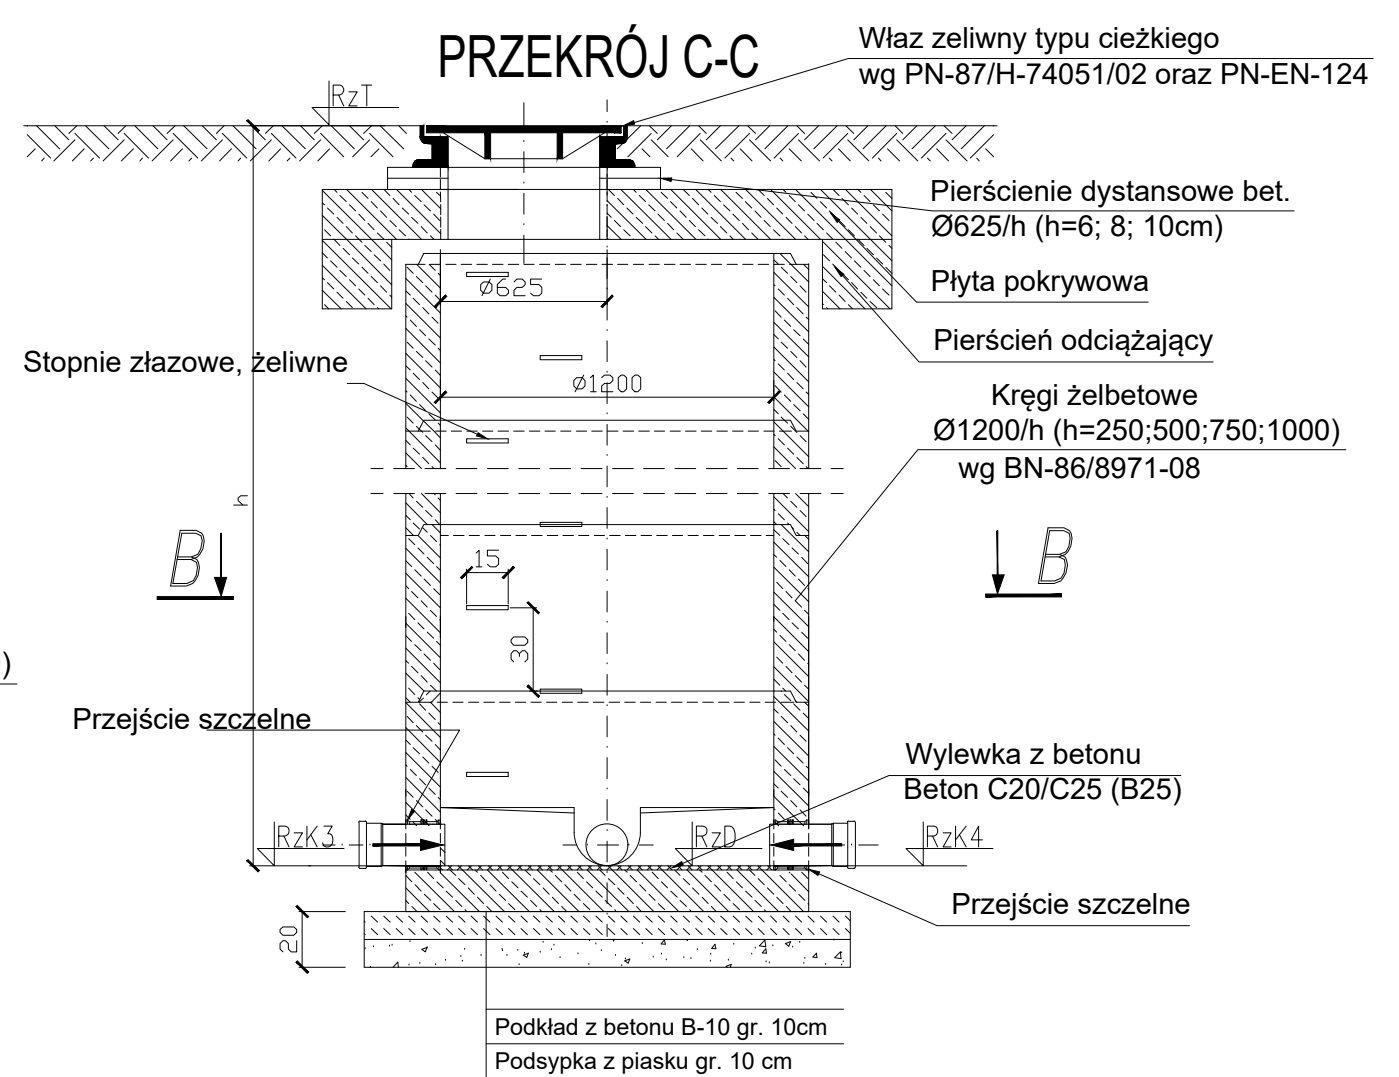 PRZEKRÓJ C-C
Właz zeliwny typu cieżkiego
wg PN-87/H-74051/02 oraz PN-EN-124
RzT
Pierścienie dystansowe bet.
Ø625/h (h=6; 8; 10cm)
Płyta pokrywowa
Ø625
Pierścień odciążający
Stopnie złazowe, żeliwne
Ø1200
Kręgi żelbetowe
Ø1200/h (h=250;500;750;1000)
wg BN-86/8971-08
h
B
B
15
30
)
Przejście szczelne
Wylewka z betonu
Beton C20/C25 (B25)
RzK3
RzD
RzK4
Przejście szczelne
20
Podkład z betonu B-10 gr. 10cm
Podsypka z piasku gr. 10 cm